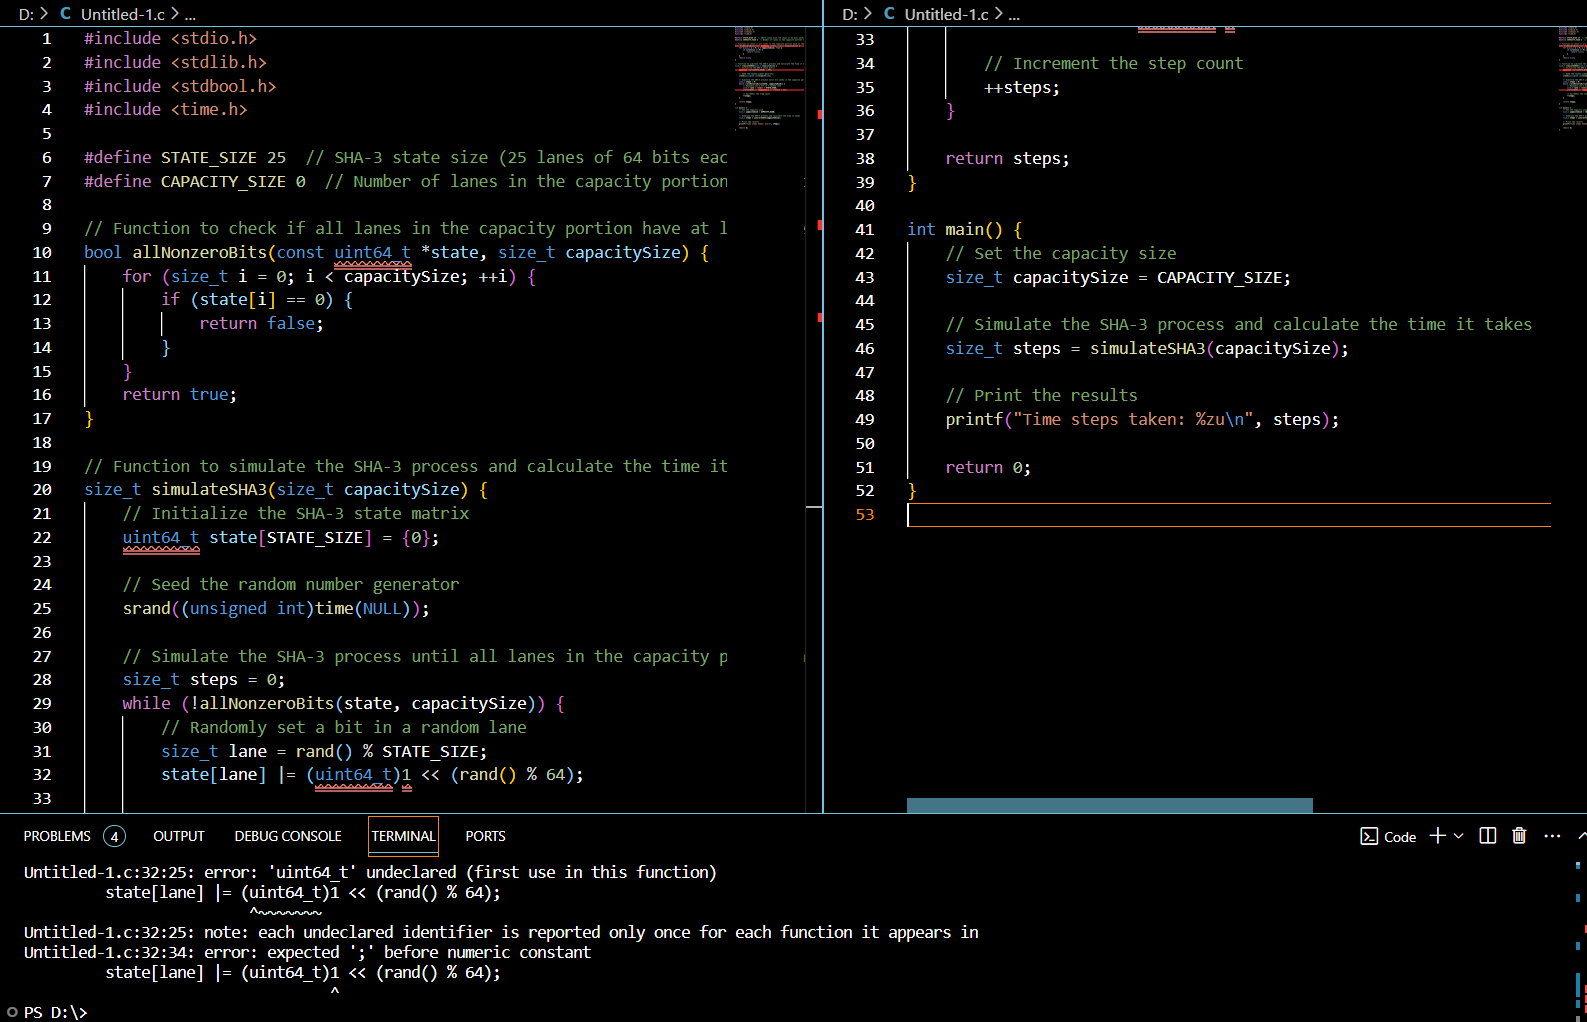 D: > C Untitled-1.c > ...
1 #include <stdio.h>
2 #include <stdlib.h>
3 #include <stdbool.h>
4 #include <time.h>
5
6 #define STATE_SIZE 25  // SHA-3 state size (25 lanes of 64 bits eac
7 #define CAPACITY_SIZE 0  // Number of lanes in the capacity portion
8
9 // Function to check if all lanes in the capacity portion have at l
10 bool allNonzeroBits(const uint64_t *state, size_t capacitySize) {
11     for (size_t i = 0; i < capacitySize; ++i) {
12         if (state[i] == 0) {
13             return false;
14         }
15     }
16     return true;
17 }
18
19 // Function to simulate the SHA-3 process and calculate the time it
20 size_t simulateSHA3(size_t capacitySize) {
21     // Initialize the SHA-3 state matrix
22     uint64_t state[STATE_SIZE] = {0};
23
24     // Seed the random number generator
25     srand((unsigned int)time(NULL));
26
27     // Simulate the SHA-3 process until all lanes in the capacity p
28     size_t steps = 0;
29     while (!allNonzeroBits(state, capacitySize)) {
30         // Randomly set a bit in a random lane
31         size_t lane = rand() % STATE_SIZE;
32         state[lane] |= (uint64_t)1 << (rand() % 64);
33
D: > C Untitled-1.c > ...
33
34         // Increment the step count
35         ++steps;
36     }
37
38     return steps;
39 }
40
41 int main() {
42     // Set the capacity size
43     size_t capacitySize = CAPACITY_SIZE;
44
45     // Simulate the SHA-3 process and calculate the time it takes
46     size_t steps = simulateSHA3(capacitySize);
47
48     // Print the results
49     printf("Time steps taken: %zu\n", steps);
50
51     return 0;
52 }
53
PROBLEMS 4 OUTPUT DEBUG CONSOLE TERMINAL PORTS Code
Untitled-1.c:32:25: error: 'uint64_t' undeclared (first use in this function)
         state[lane] |= (uint64_t)1 << (rand() % 64);
                         ^~~~~~~~
Untitled-1.c:32:25: note: each undeclared identifier is reported only once for each function it appears in
Untitled-1.c:32:34: error: expected ';' before numeric constant
         state[lane] |= (uint64_t)1 << (rand() % 64);
                                  ^
PS D:\>